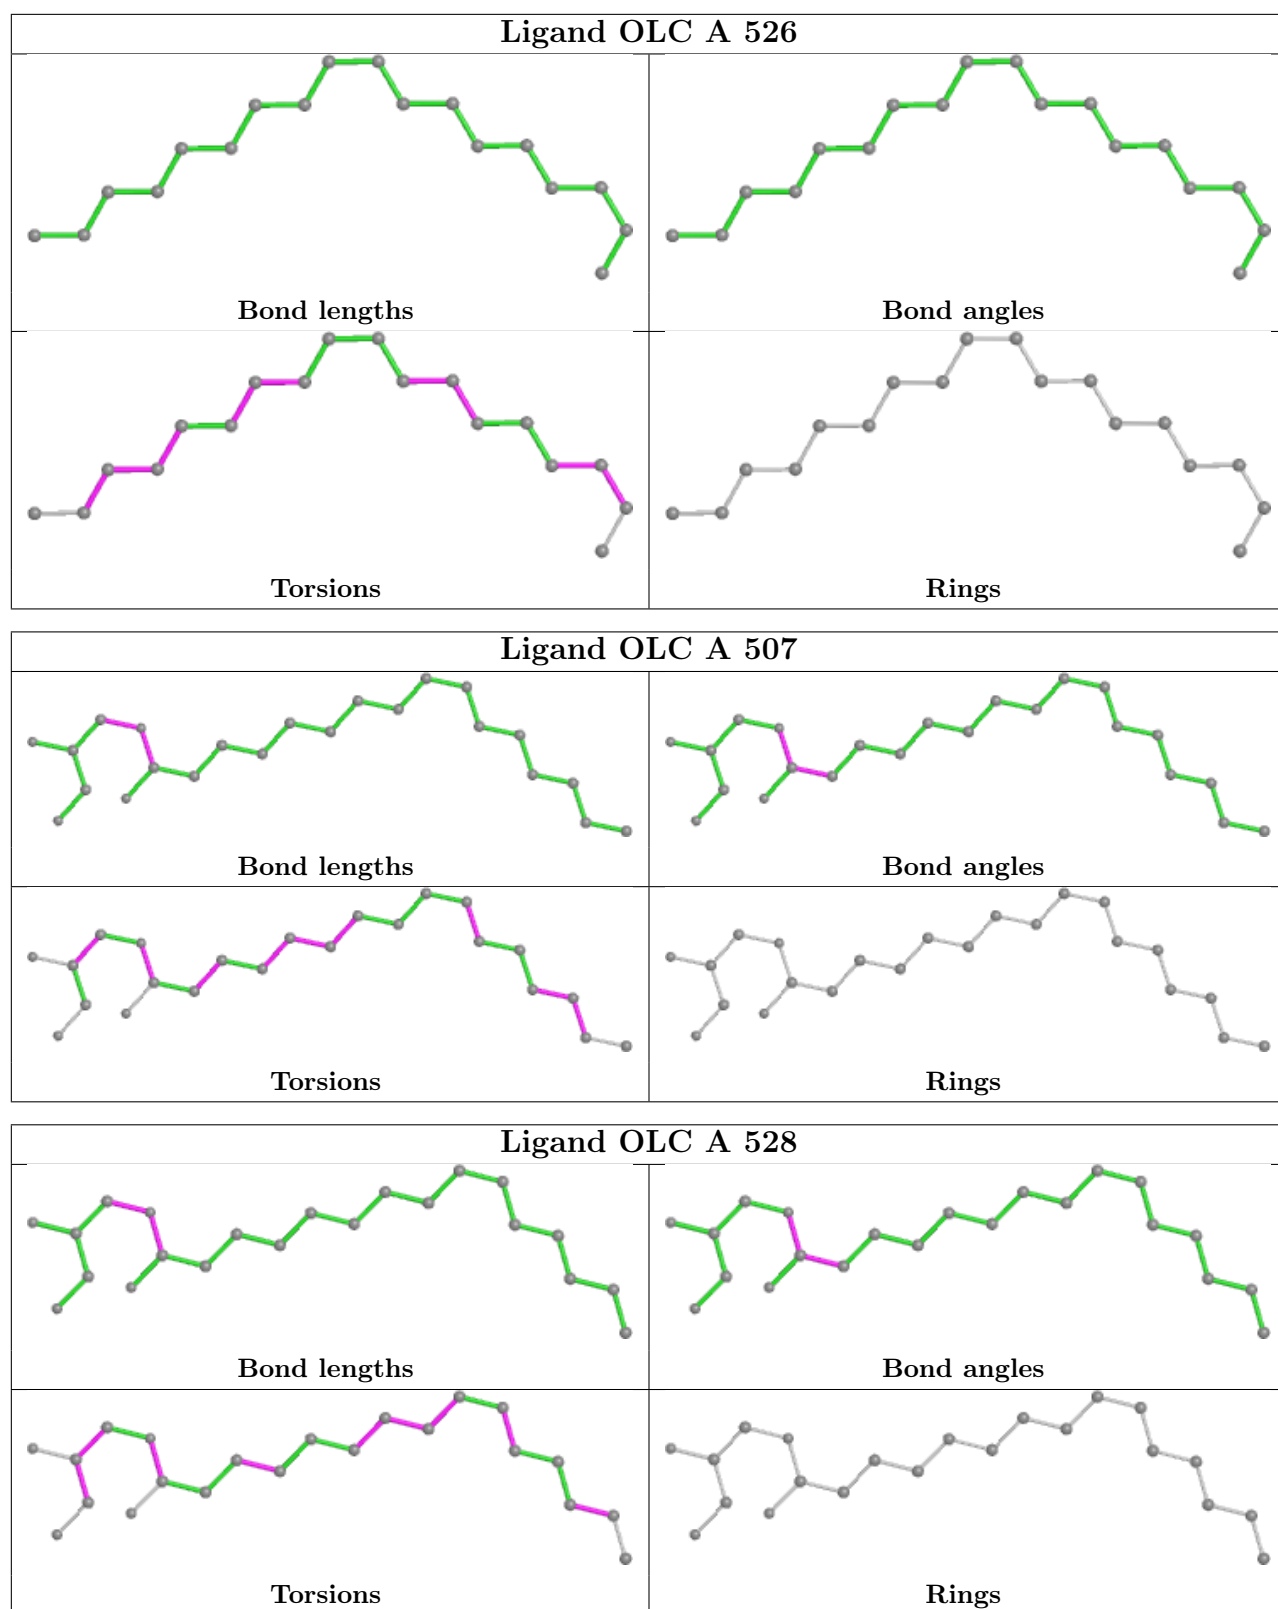 Ligand OLC A 526
Bond lengths
Bond angles
Torsions
Rings
Ligand OLC A 507
Bond lengths
Bond angles
Torsions
Rings
Ligand OLC A 528
Bond lengths
Bond angles
Torsions
Rings